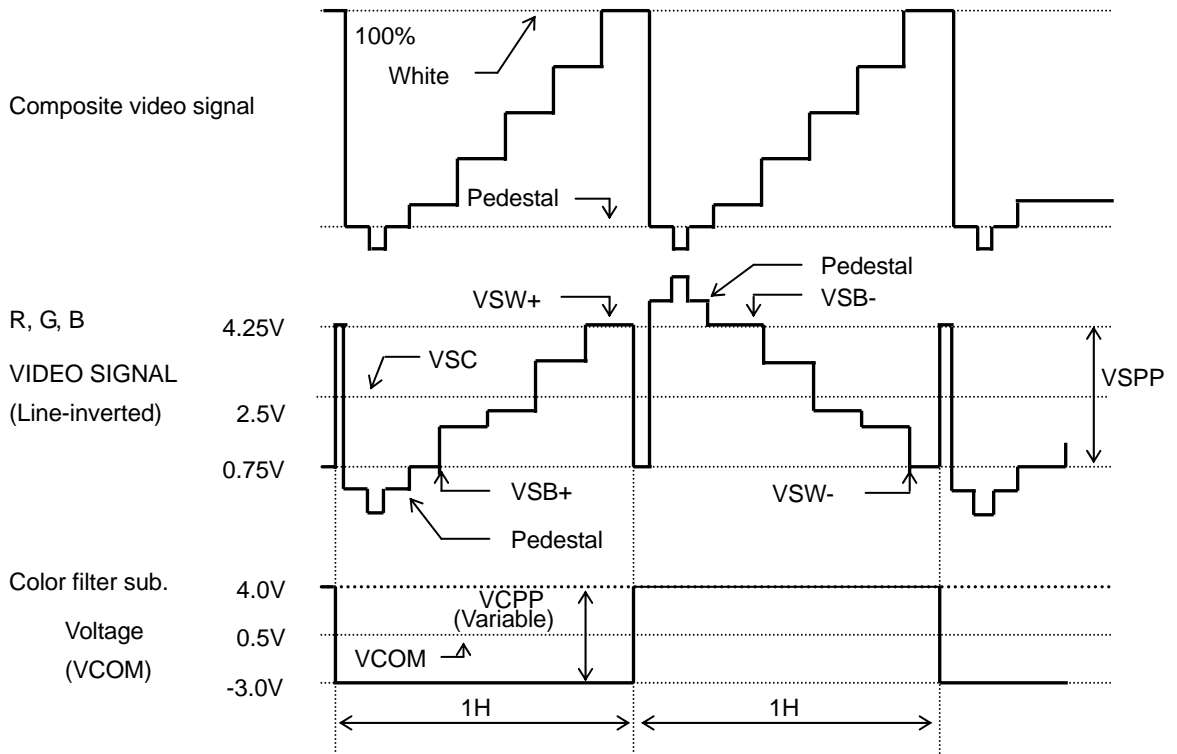 100%
White
Composite video signal
Pedestal
Pedestal
VSW+
VSB-
R, G, B
4.25V
VSC
VIDEO SIGNAL
VSPP
(Line-inverted)
2.5V
0.75V
VSB+
VSW-
Pedestal
Color filter sub.
4.0V
VCPP
(Variable)
Voltage
0.5V
VCOM
(VCOM)
-3.0V
1H
1H